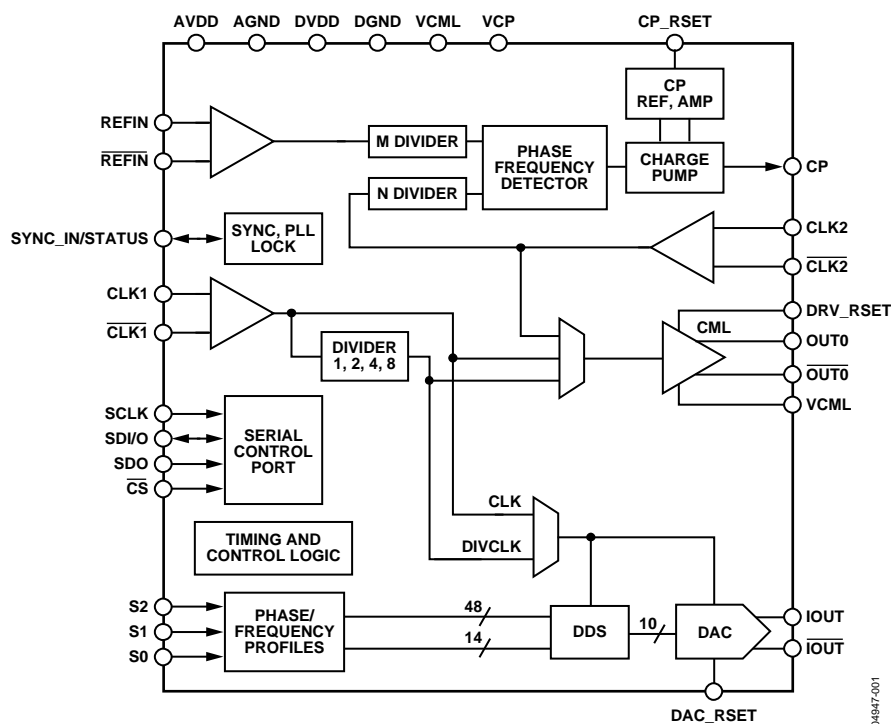 AVDD AGND DVDD DGND VCML VCP CP_RSET
CP
REF, AMP
REFIN
REFIN
M DIVIDER
N DIVIDER
PHASE
FREQUENCY
DETECTOR
CHARGE
PUMP
CP
SYNC_IN/STATUS
SYNC, PLL
LOCK
CLK2
CLK2
CLK1
CLK1
DIVIDER
1, 2, 4, 8
CML
DRV_RSET
OUT0
OUT0
VCML
SCLK
SDI/O
SDO
CS
SERIAL
CONTROL
PORT
CLK
DIVCLK
TIMING AND
CONTROL LOGIC
S2
S1
S0
PHASE/
FREQUENCY
PROFILES
48
14
DDS
10
DAC
IOUT
IOUT
DAC_RSET
04947-001